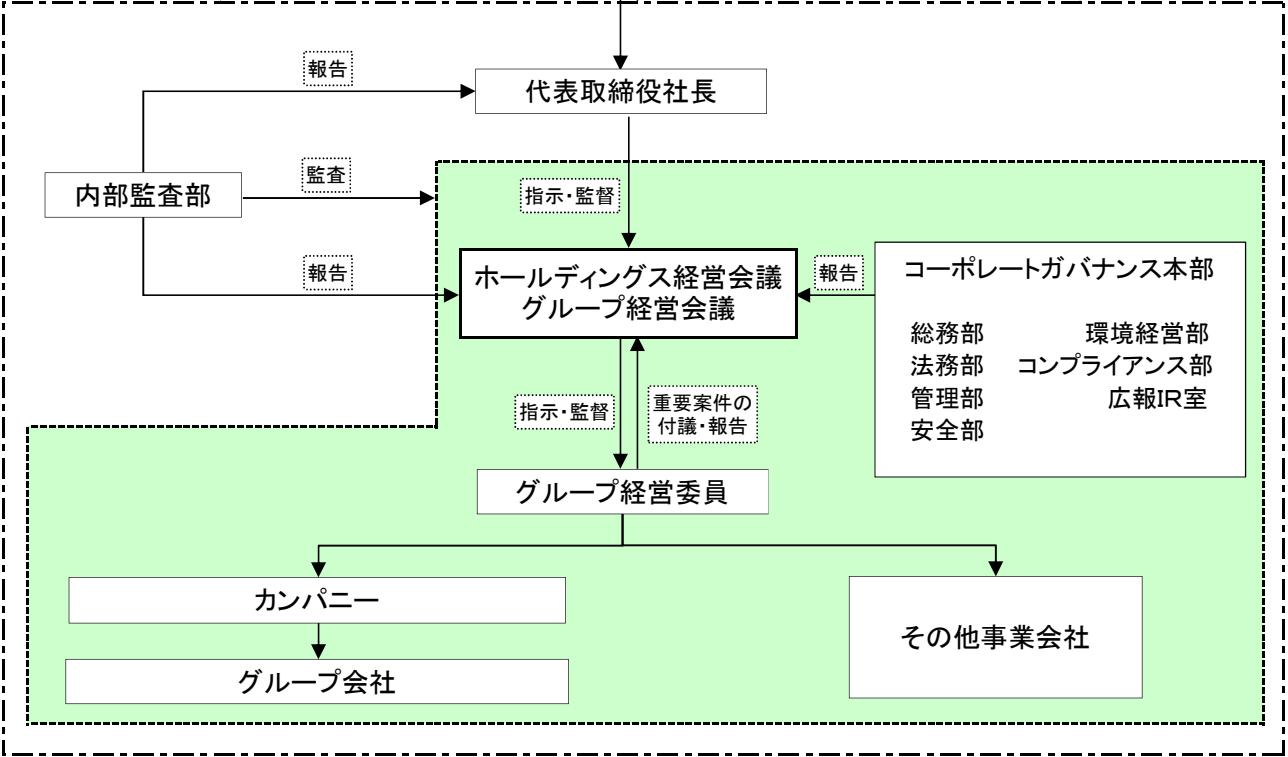 報告
代表取締役社長
監査
内部監査部
指示・監督
報告
ホールディングス経営会議
グループ経営会議
報告
コーポレートガバナンス本部
総務部 環境経営部
法務部 コンプライアンス部
管理部 広報IR室
安全部
指示・監督
重要案件の
付議・報告
グループ経営委員
カンパニー
その他事業会社
グループ会社